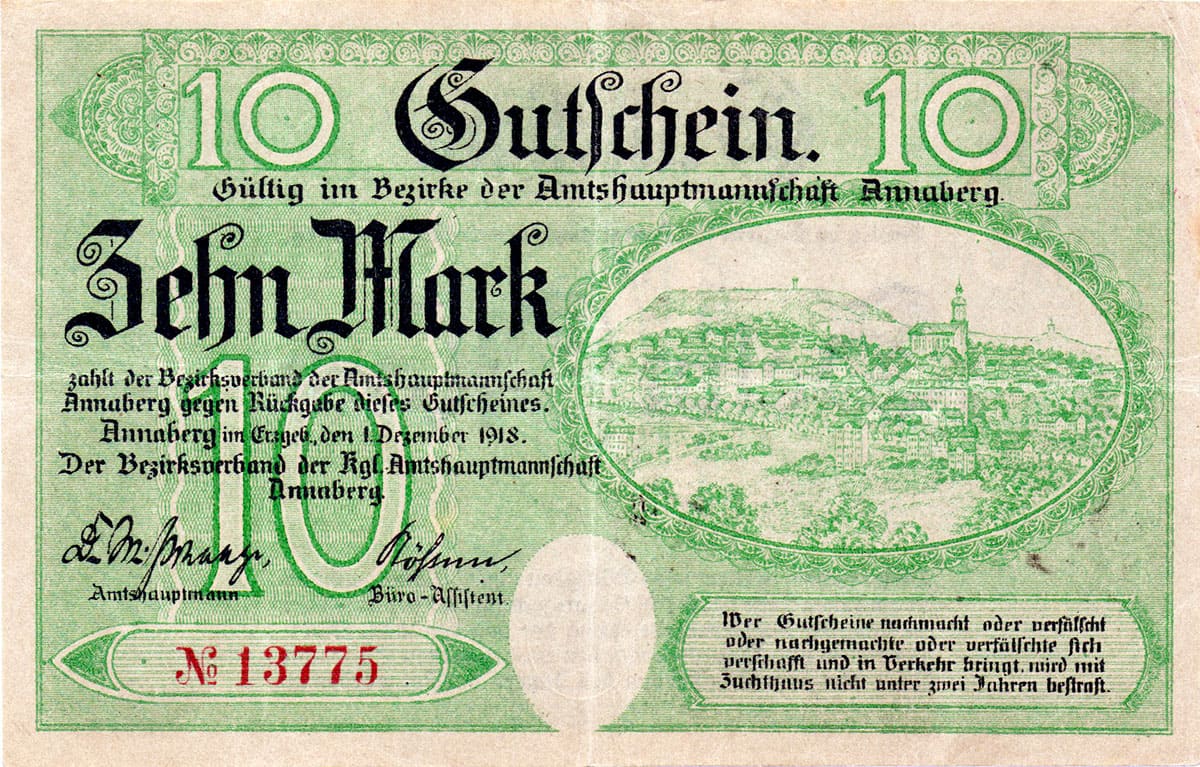 10 Gutschein. 10
Gültig im Bezirke der Amtshauptmannschaft Annaberg.
Zehn Mark
10
zahlt der Bezirksverband der Amtshauptmannschaft
Annaberg gegen Rückgabe dieses Gutscheines.
Annaberg im Erzgeb., den 1. Dezember 1918.
Der Bezirksverband der Kgl. Amtshauptmannschaft
Annaberg.
Amtshauptmann
Büro-Assistent.
№ 13775
Wer Gutscheine nachmacht oder verfälscht
oder nachgemachte oder verfälschte sich
verschafft und in Verkehr bringt, wird mit
Zuchthaus nicht unter zwei Jahren bestraft.